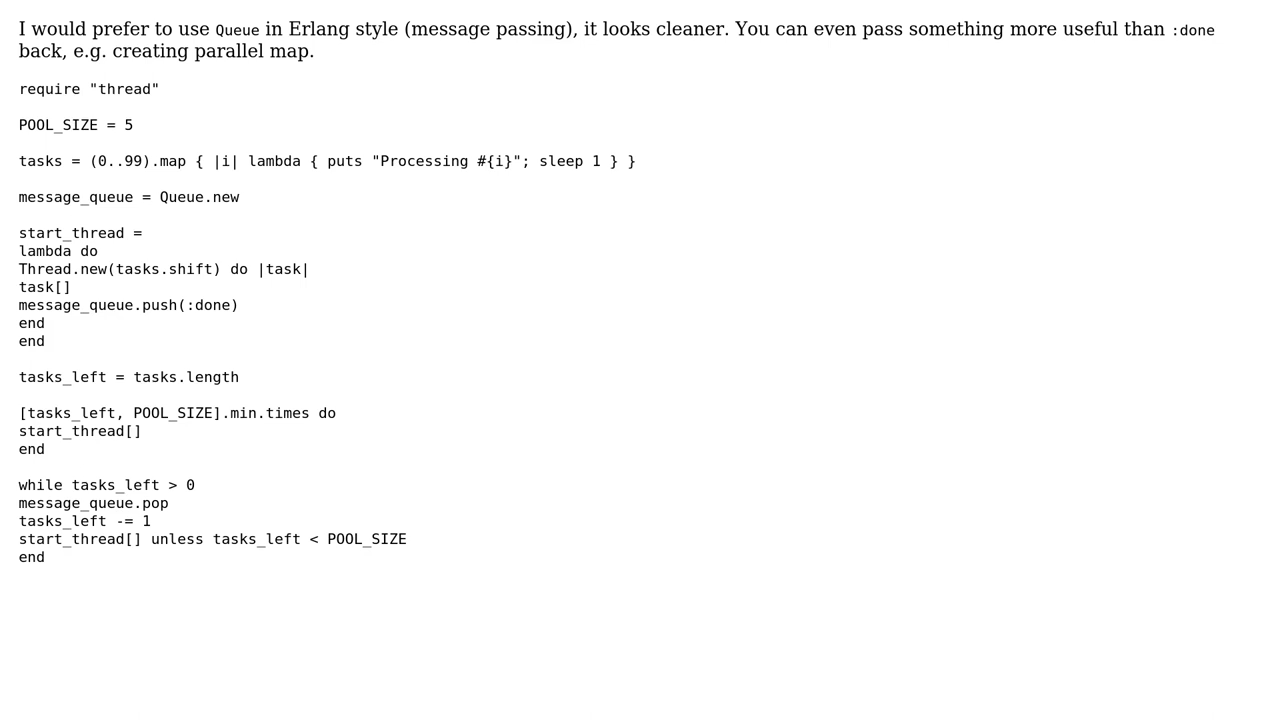 I would prefer to use Queue in Erlang style (message passing), it looks cleaner. You can even pass something more useful than :done
back, e.g. creating parallel map.
require "thread"
POOL_SIZE = 5
tasks = (0..99).map { |i| lambda { puts "Processing #{i}"; sleep 1 } }
message_queue = Queue.new
start_thread =
lambda do
Thread.new(tasks.shift) do |task|
task[]
message_queue.push(:done)
end
end
tasks_left = tasks.length
[tasks_left, POOL_SIZE].min.times do
start_thread[]
end
while tasks_left > 0
message_queue.pop
tasks_left -= 1
start_thread[] unless tasks_left < POOL_SIZE
end